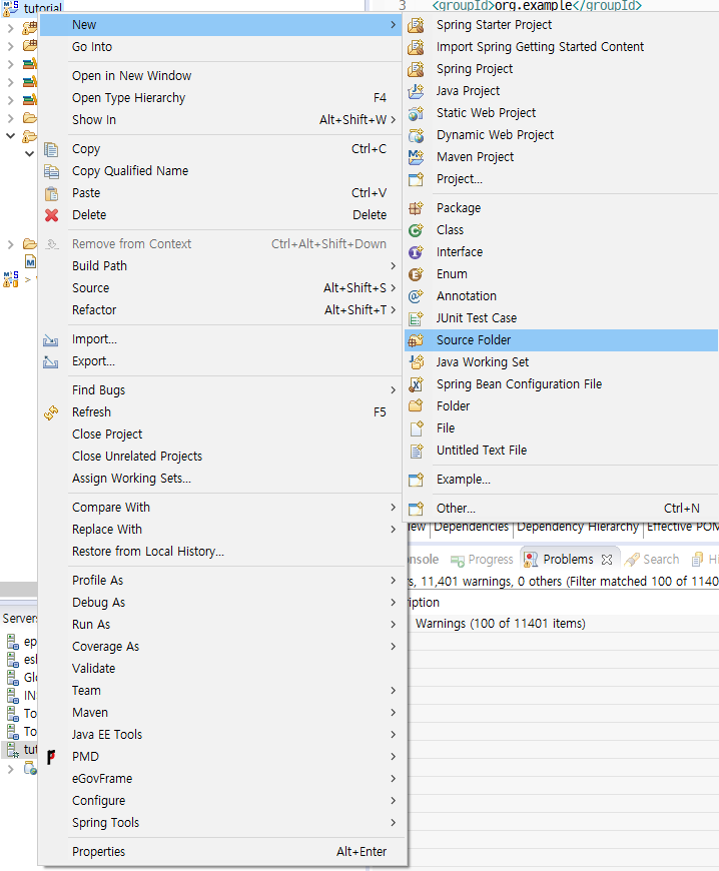 tutorial
3 <groupId>org.example</groupId>
New
Go Into
Open in New Window
Open Type Hierarchy F4
Show In Alt+Shift+W
Copy Ctrl+C
Copy Qualified Name
Paste Ctrl+V
Delete Delete
Remove from Context Ctrl+Alt+Shift+Down
Build Path
Source Alt+Shift+S
Refactor Alt+Shift+T
Import...
Export...
Find Bugs
Refresh F5
Close Project
Close Unrelated Projects
Assign Working Sets...
Compare With
Replace With
Restore from Local History...
Profile As
Debug As
Run As
Coverage As
Validate
Team
Maven
Java EE Tools
PMD
eGovFrame
Configure
Spring Tools
Properties Alt+Enter
Spring Starter Project
Import Spring Getting Started Content
Spring Project
Java Project
Static Web Project
Dynamic Web Project
Maven Project
Project...
Package
Class
Interface
Enum
Annotation
JUnit Test Case
Source Folder
Java Working Set
Spring Bean Configuration File
Folder
File
Untitled Text File
Example...
Other... Ctrl+N
Dependencies Dependency Hierarchy Effective POM
Progress Problems Search
11,401 warnings, 0 others (Filter matched 100 of 1140
Warnings (100 of 11401 items)
Servers
ep
esl
Glo
IN
To
To
tut